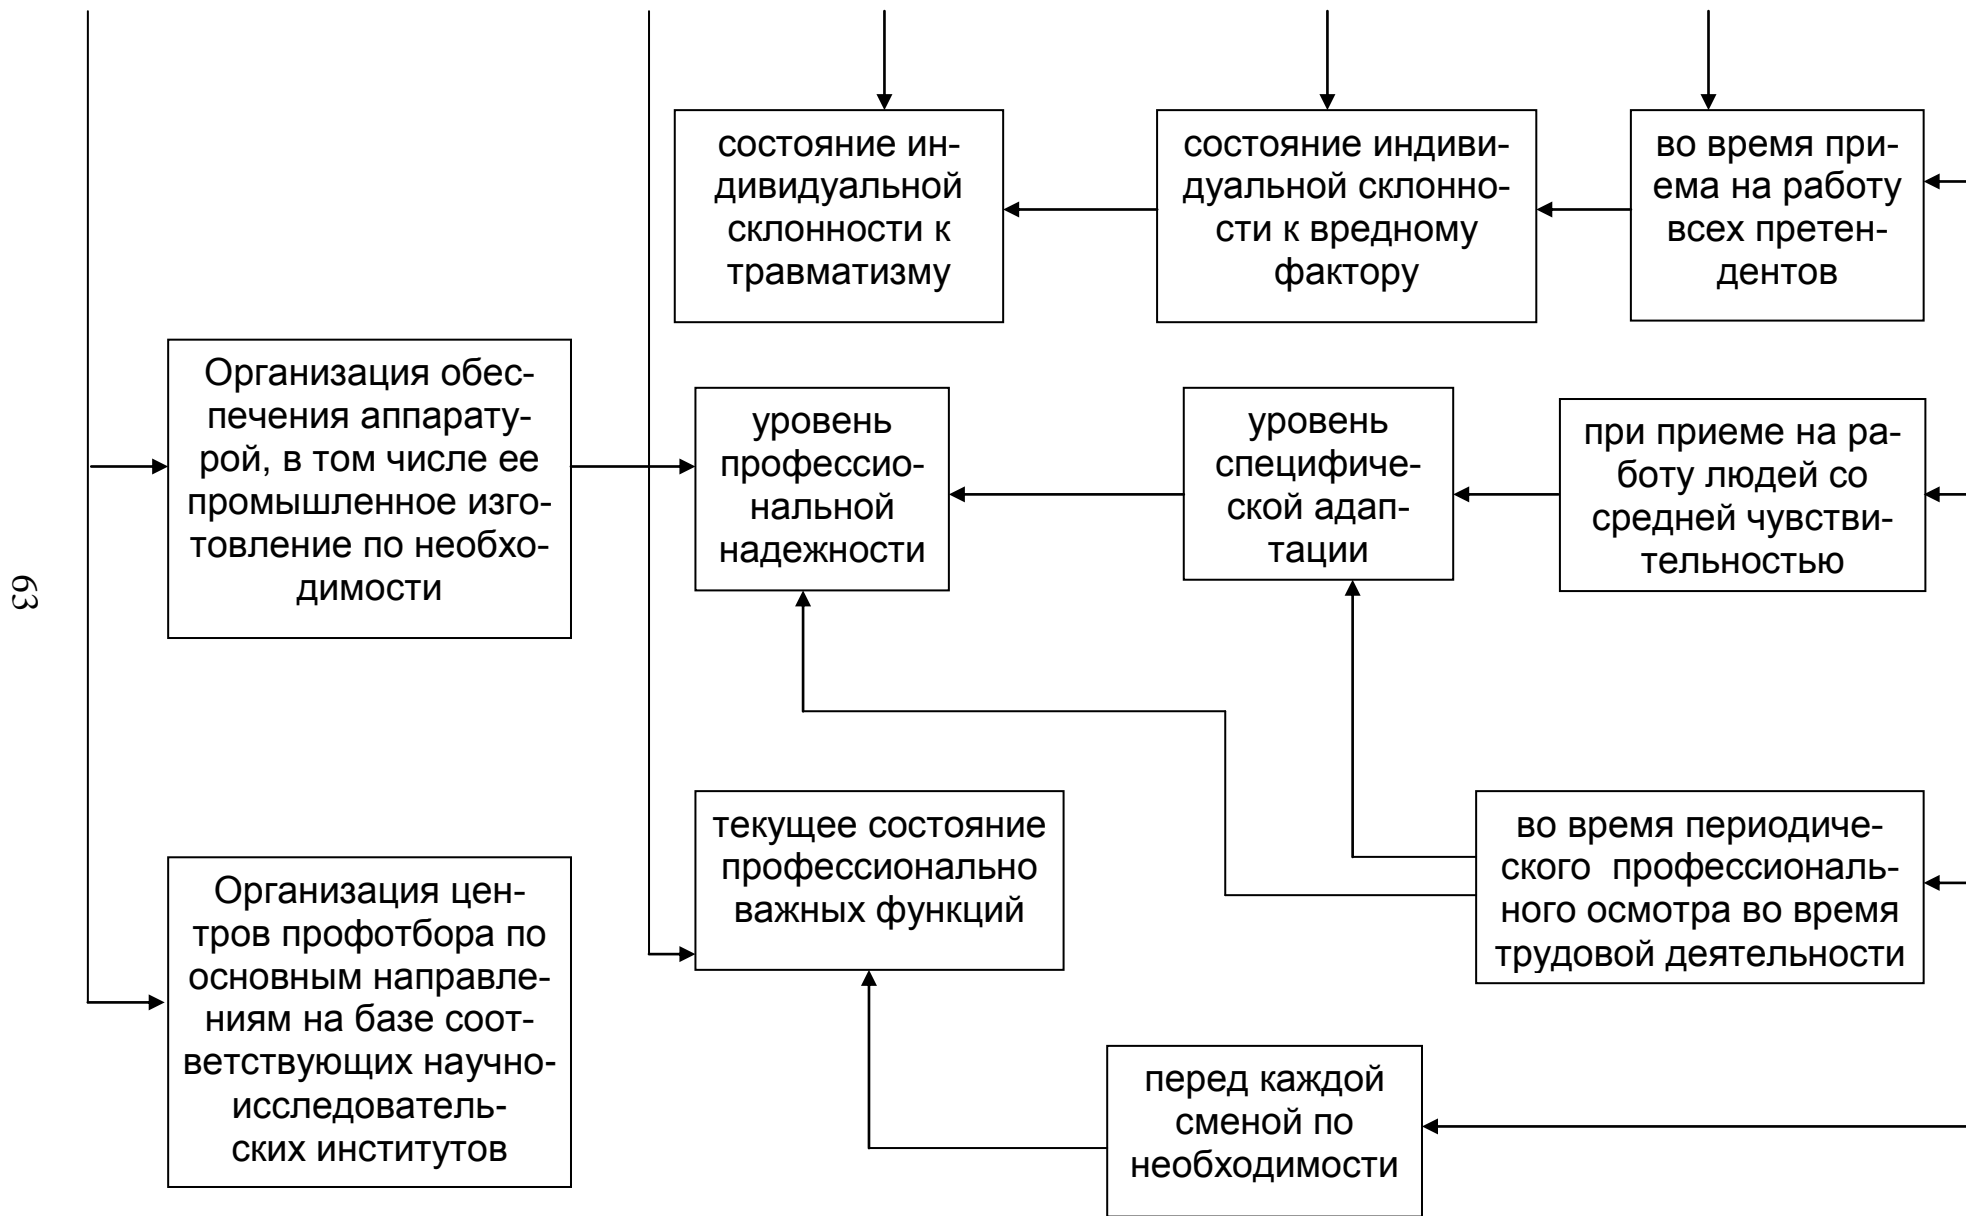 состояние ин-
дивидуальной
склонности к
травматизму
состояние индиви-
дуальной склонно-
сти к вредному
фактору
во время при-
ема на работу
всех претен-
дентов
Организация обес-
печения аппарату-
рой, в том числе ее
промышленное изго-
товление по необхо-
димости
уровень
профессио-
нальной
надежности
уровень
специфиче-
ской адап-
тации
при приеме на ра-
боту людей со
средней чувстви-
тельностью
63
текущее состояние
профессионально
важных функций
во время периодиче-
ского профессиональ-
ного осмотра во время
трудовой деятельности
Организация цен-
тров профотбора по
основным направле-
ниям на базе соот-
ветствующих научно-
исследователь-
ских институтов
перед каждой
сменой по
необходимости